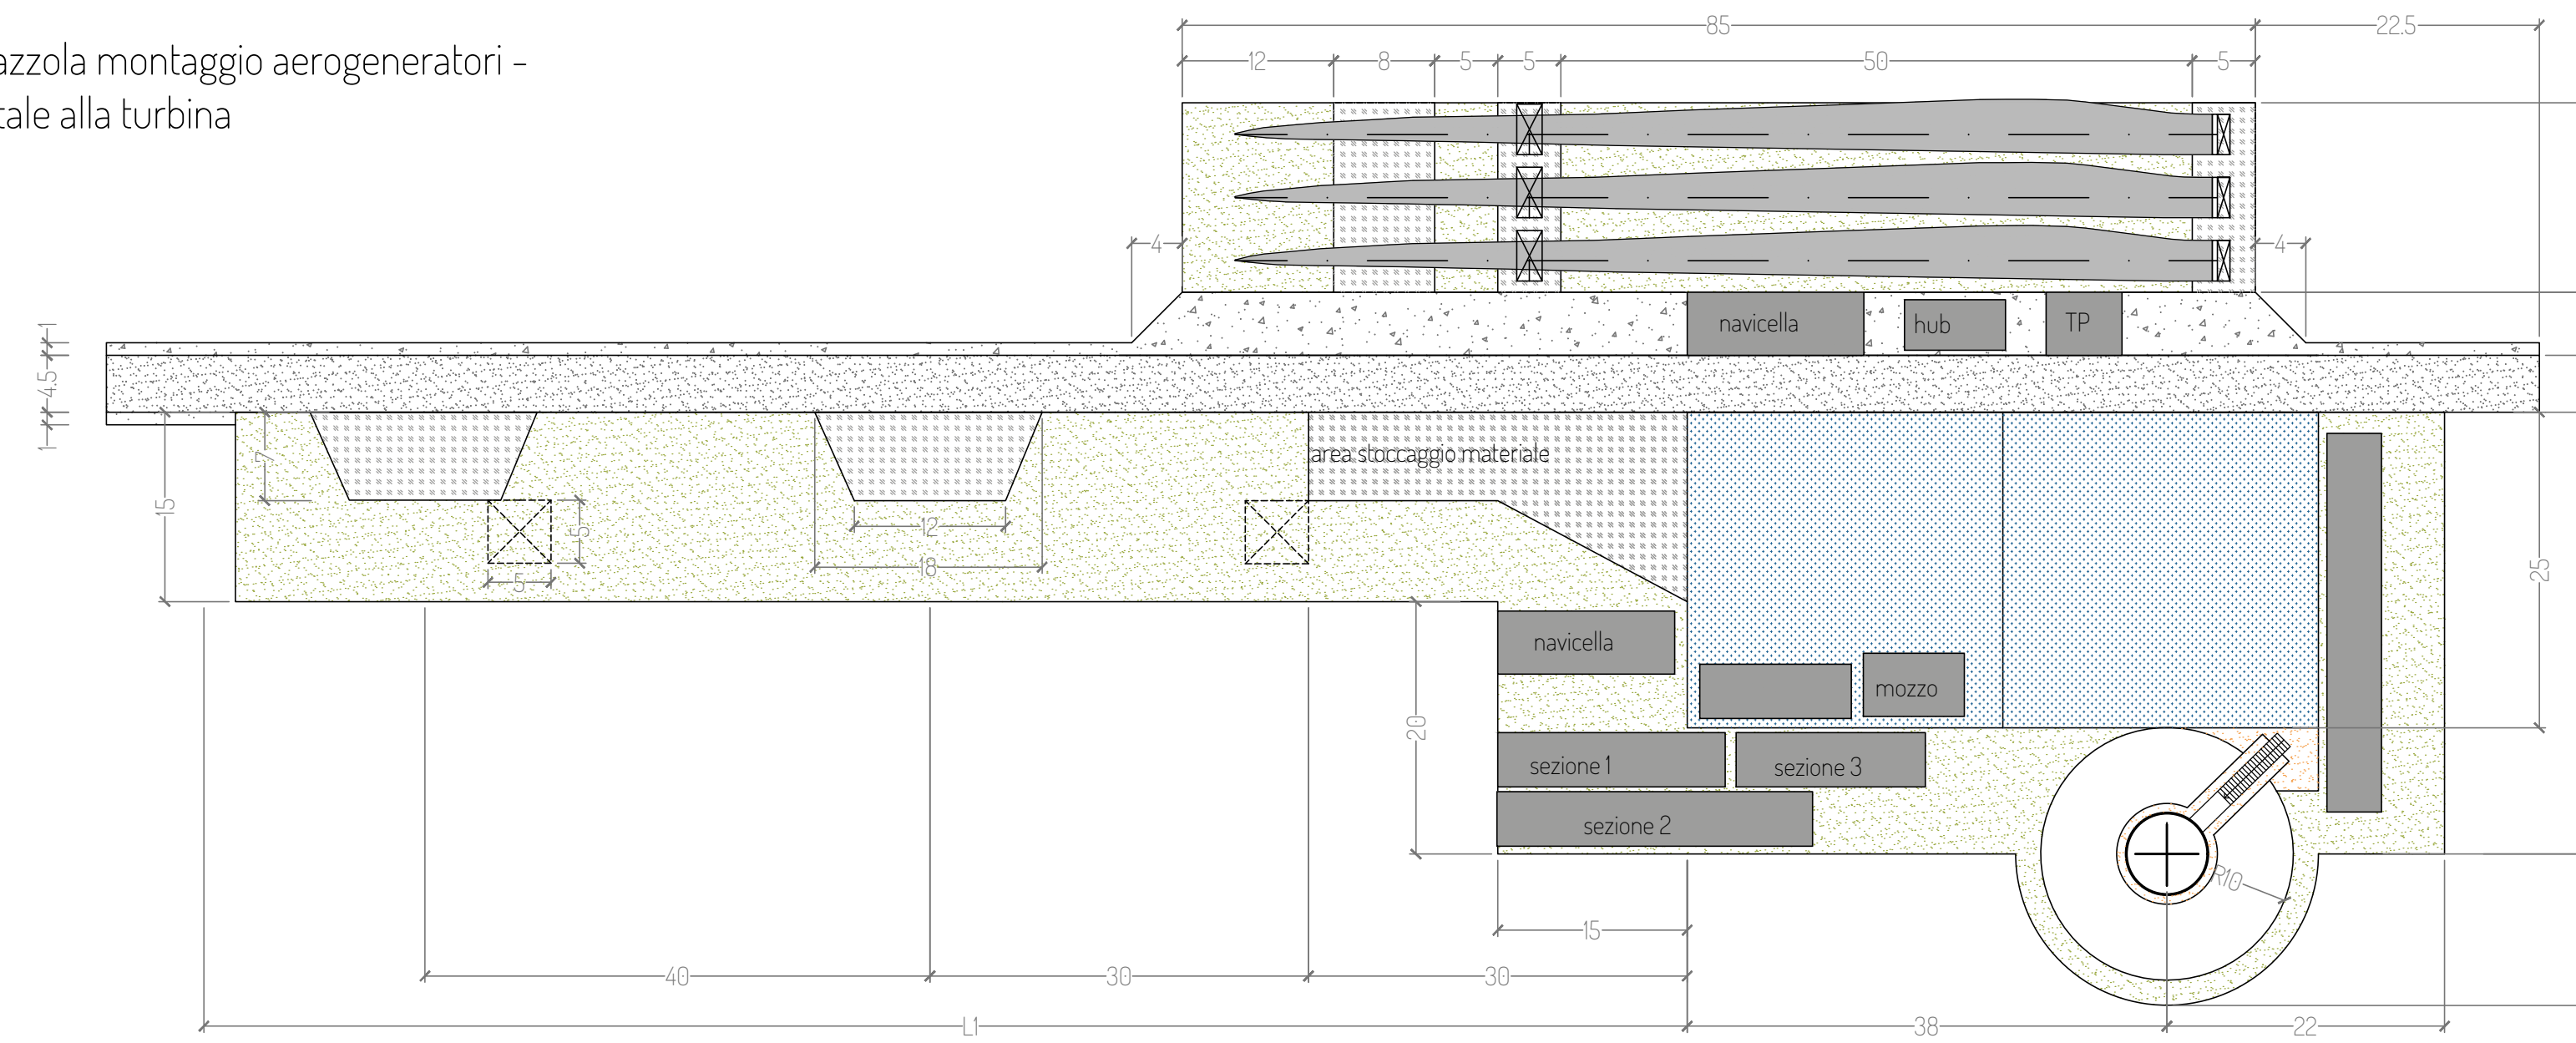 85
22.5
azzola montaggio aerogeneratori -
12
8
5
5
50
5
tale alla turbina
4
4
navicella
hub
TP
1
4.5
1
area stoccaggio materiale
7
15
5
12
18
5
25
navicella
mozzo
20
sezione 1
sezione 3
sezione 2
R10
15
40
30
30
L1
38
22